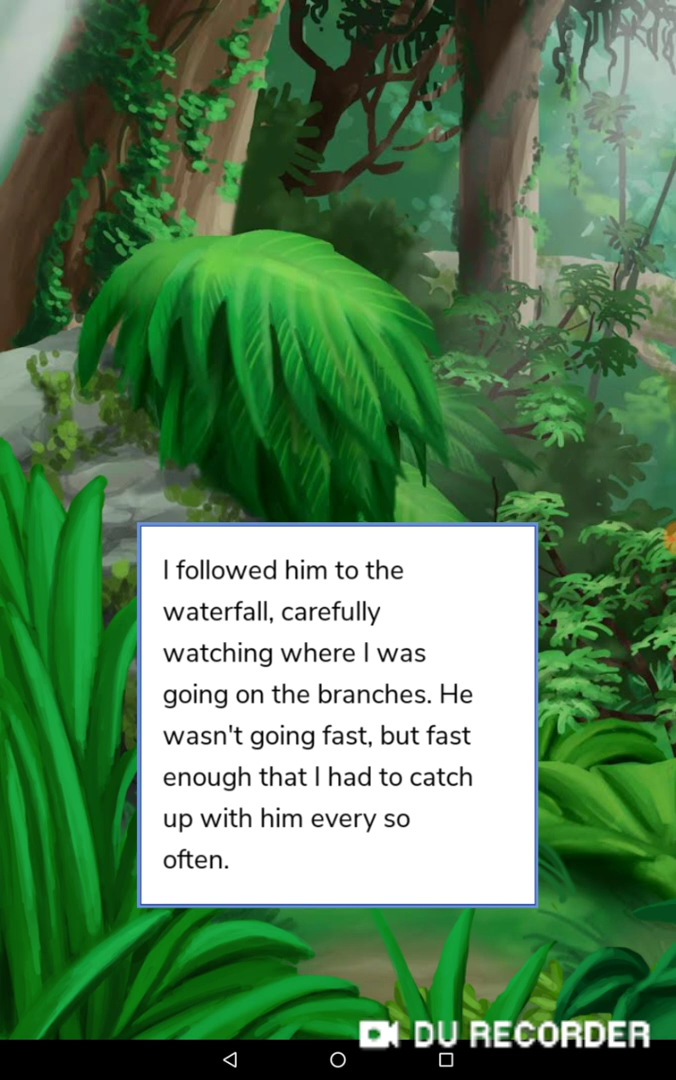 I followed him to the
waterfall, carefully
watching where I was
going on the branches. He
wasn't going fast, but fast
enough that I had to catch
up with him every so
often.
DU RECORDER